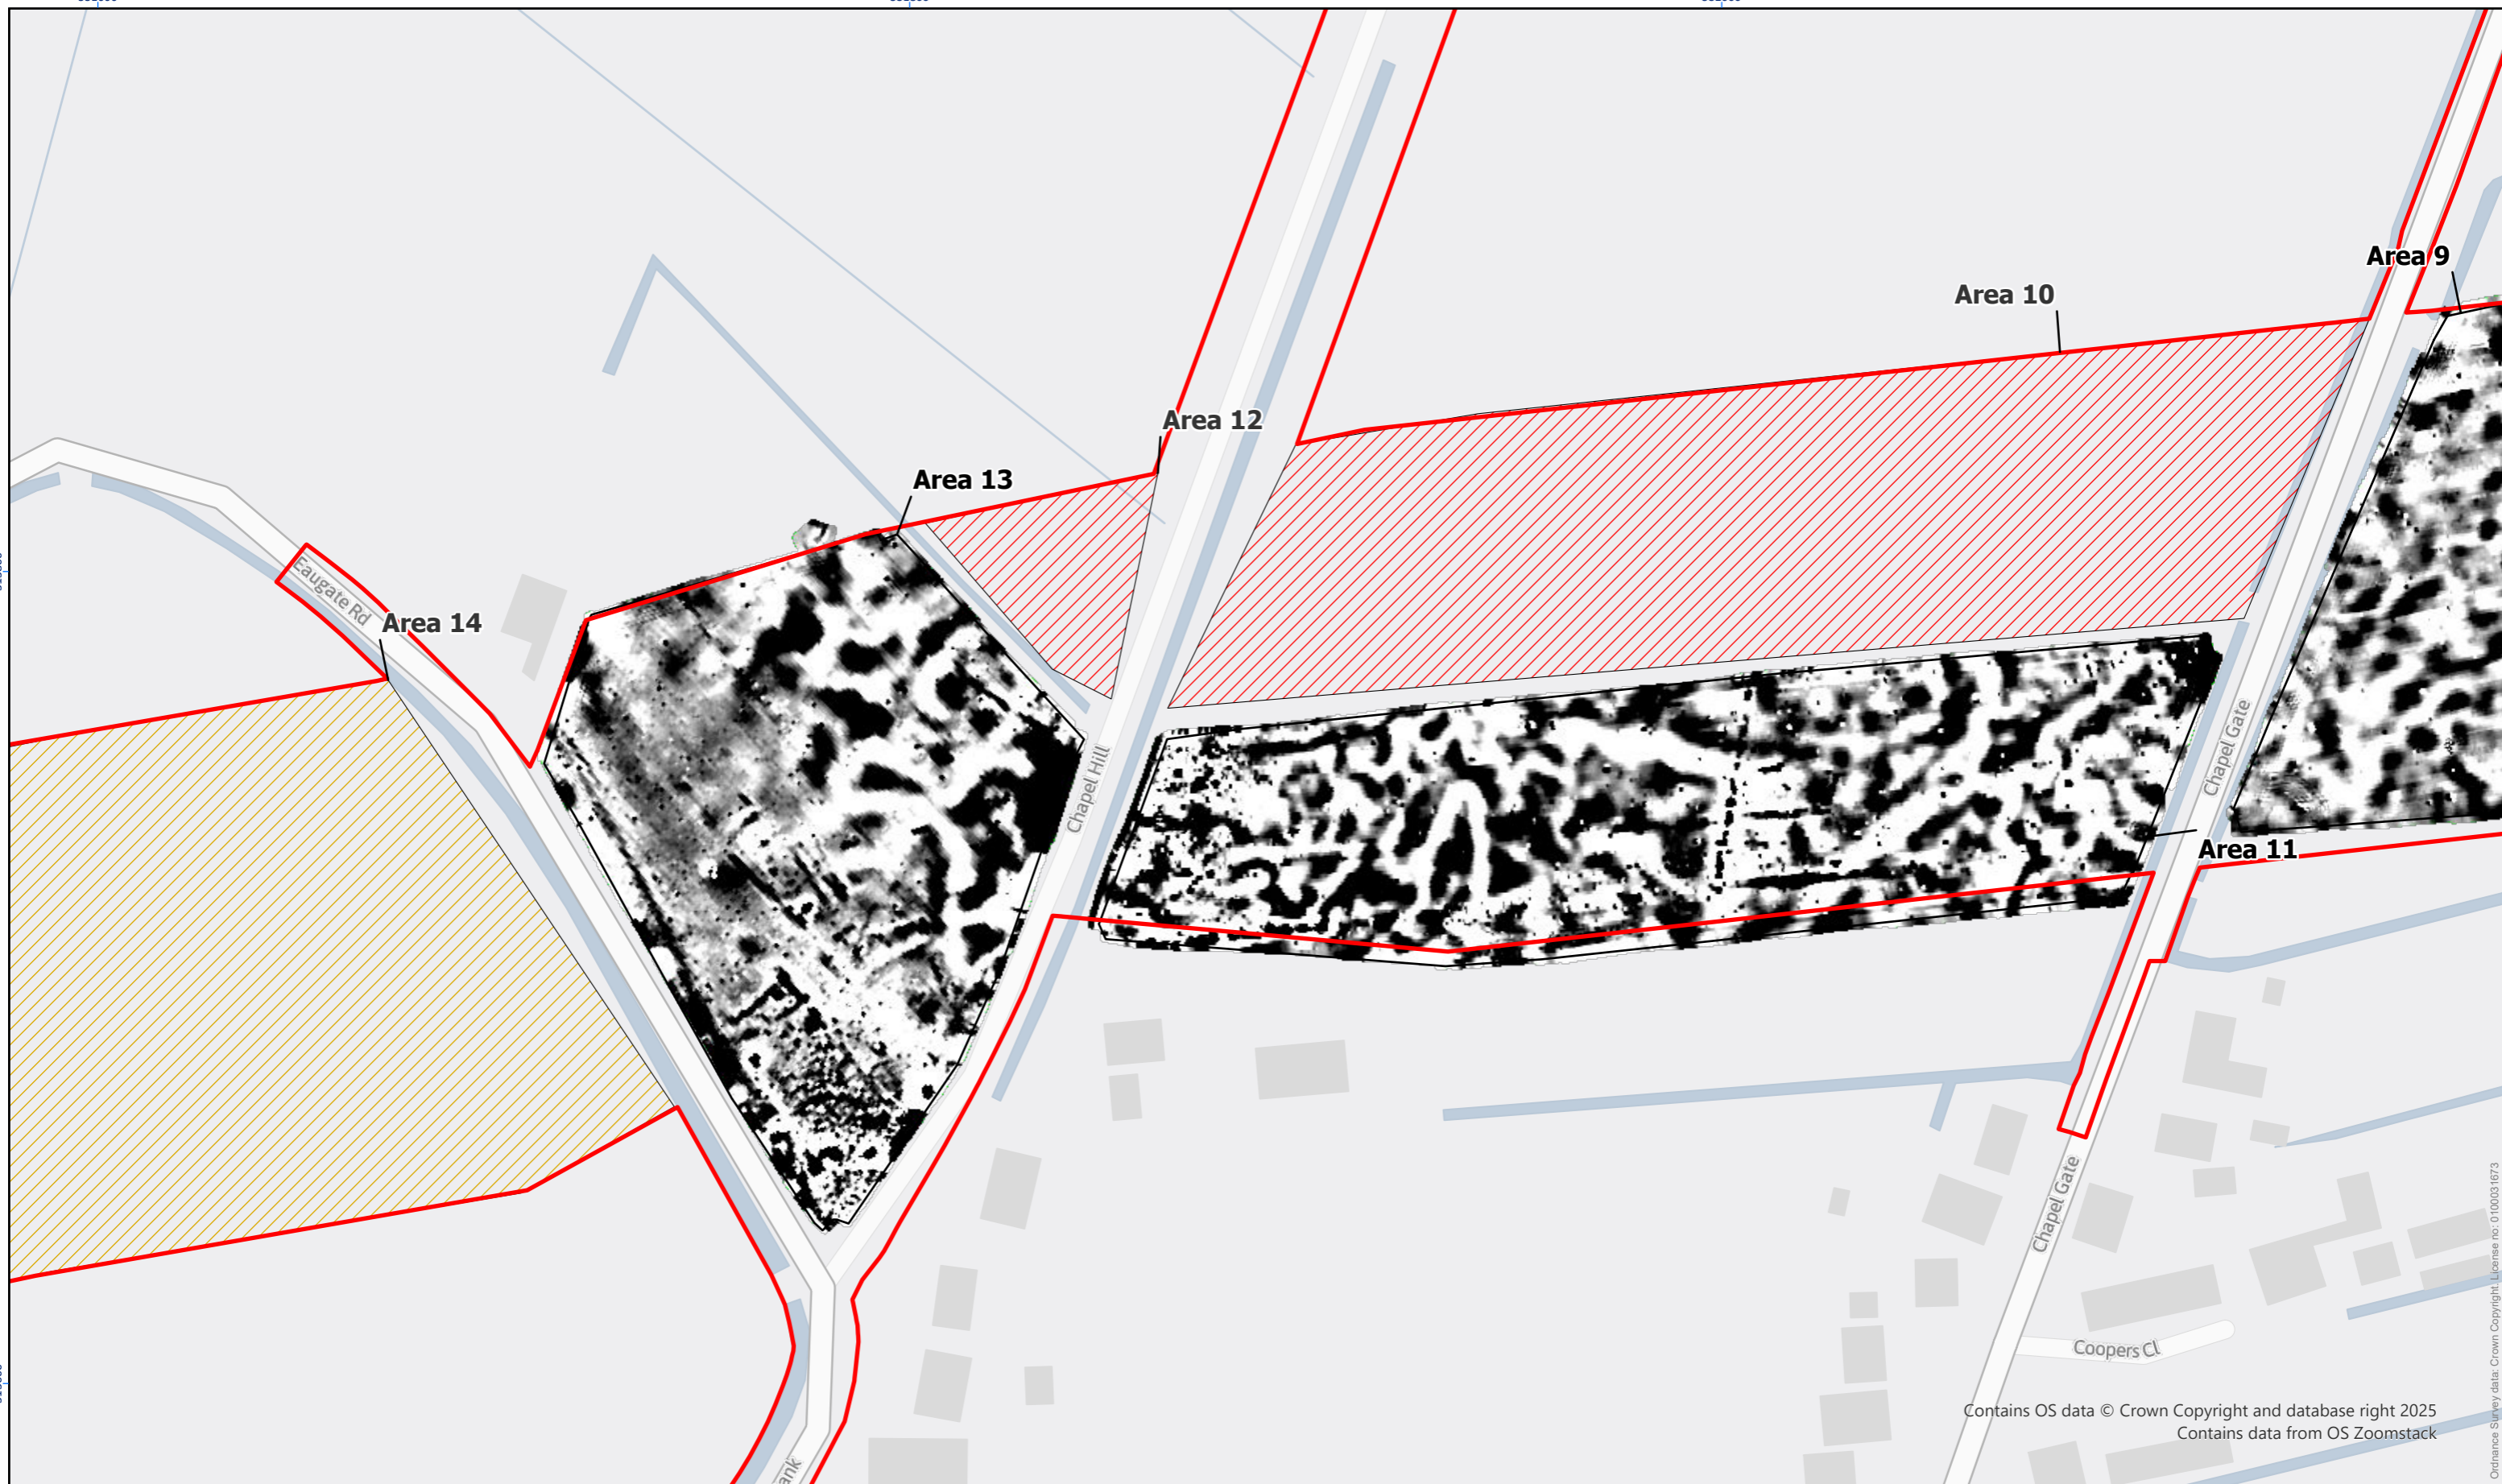 Area 9
Area 10
Area 12
Area 13
Eaugate Rd
Area 14
Chapel Gate
Chapel Hill
Area 11
Chapel Gate
Coopers Cl
Contains OS data © Crown Copyright and database right 2025
Contains data from OS Zoomstack
ank
Ordnance Survey data: Crown Copyright. License no: 0100031673